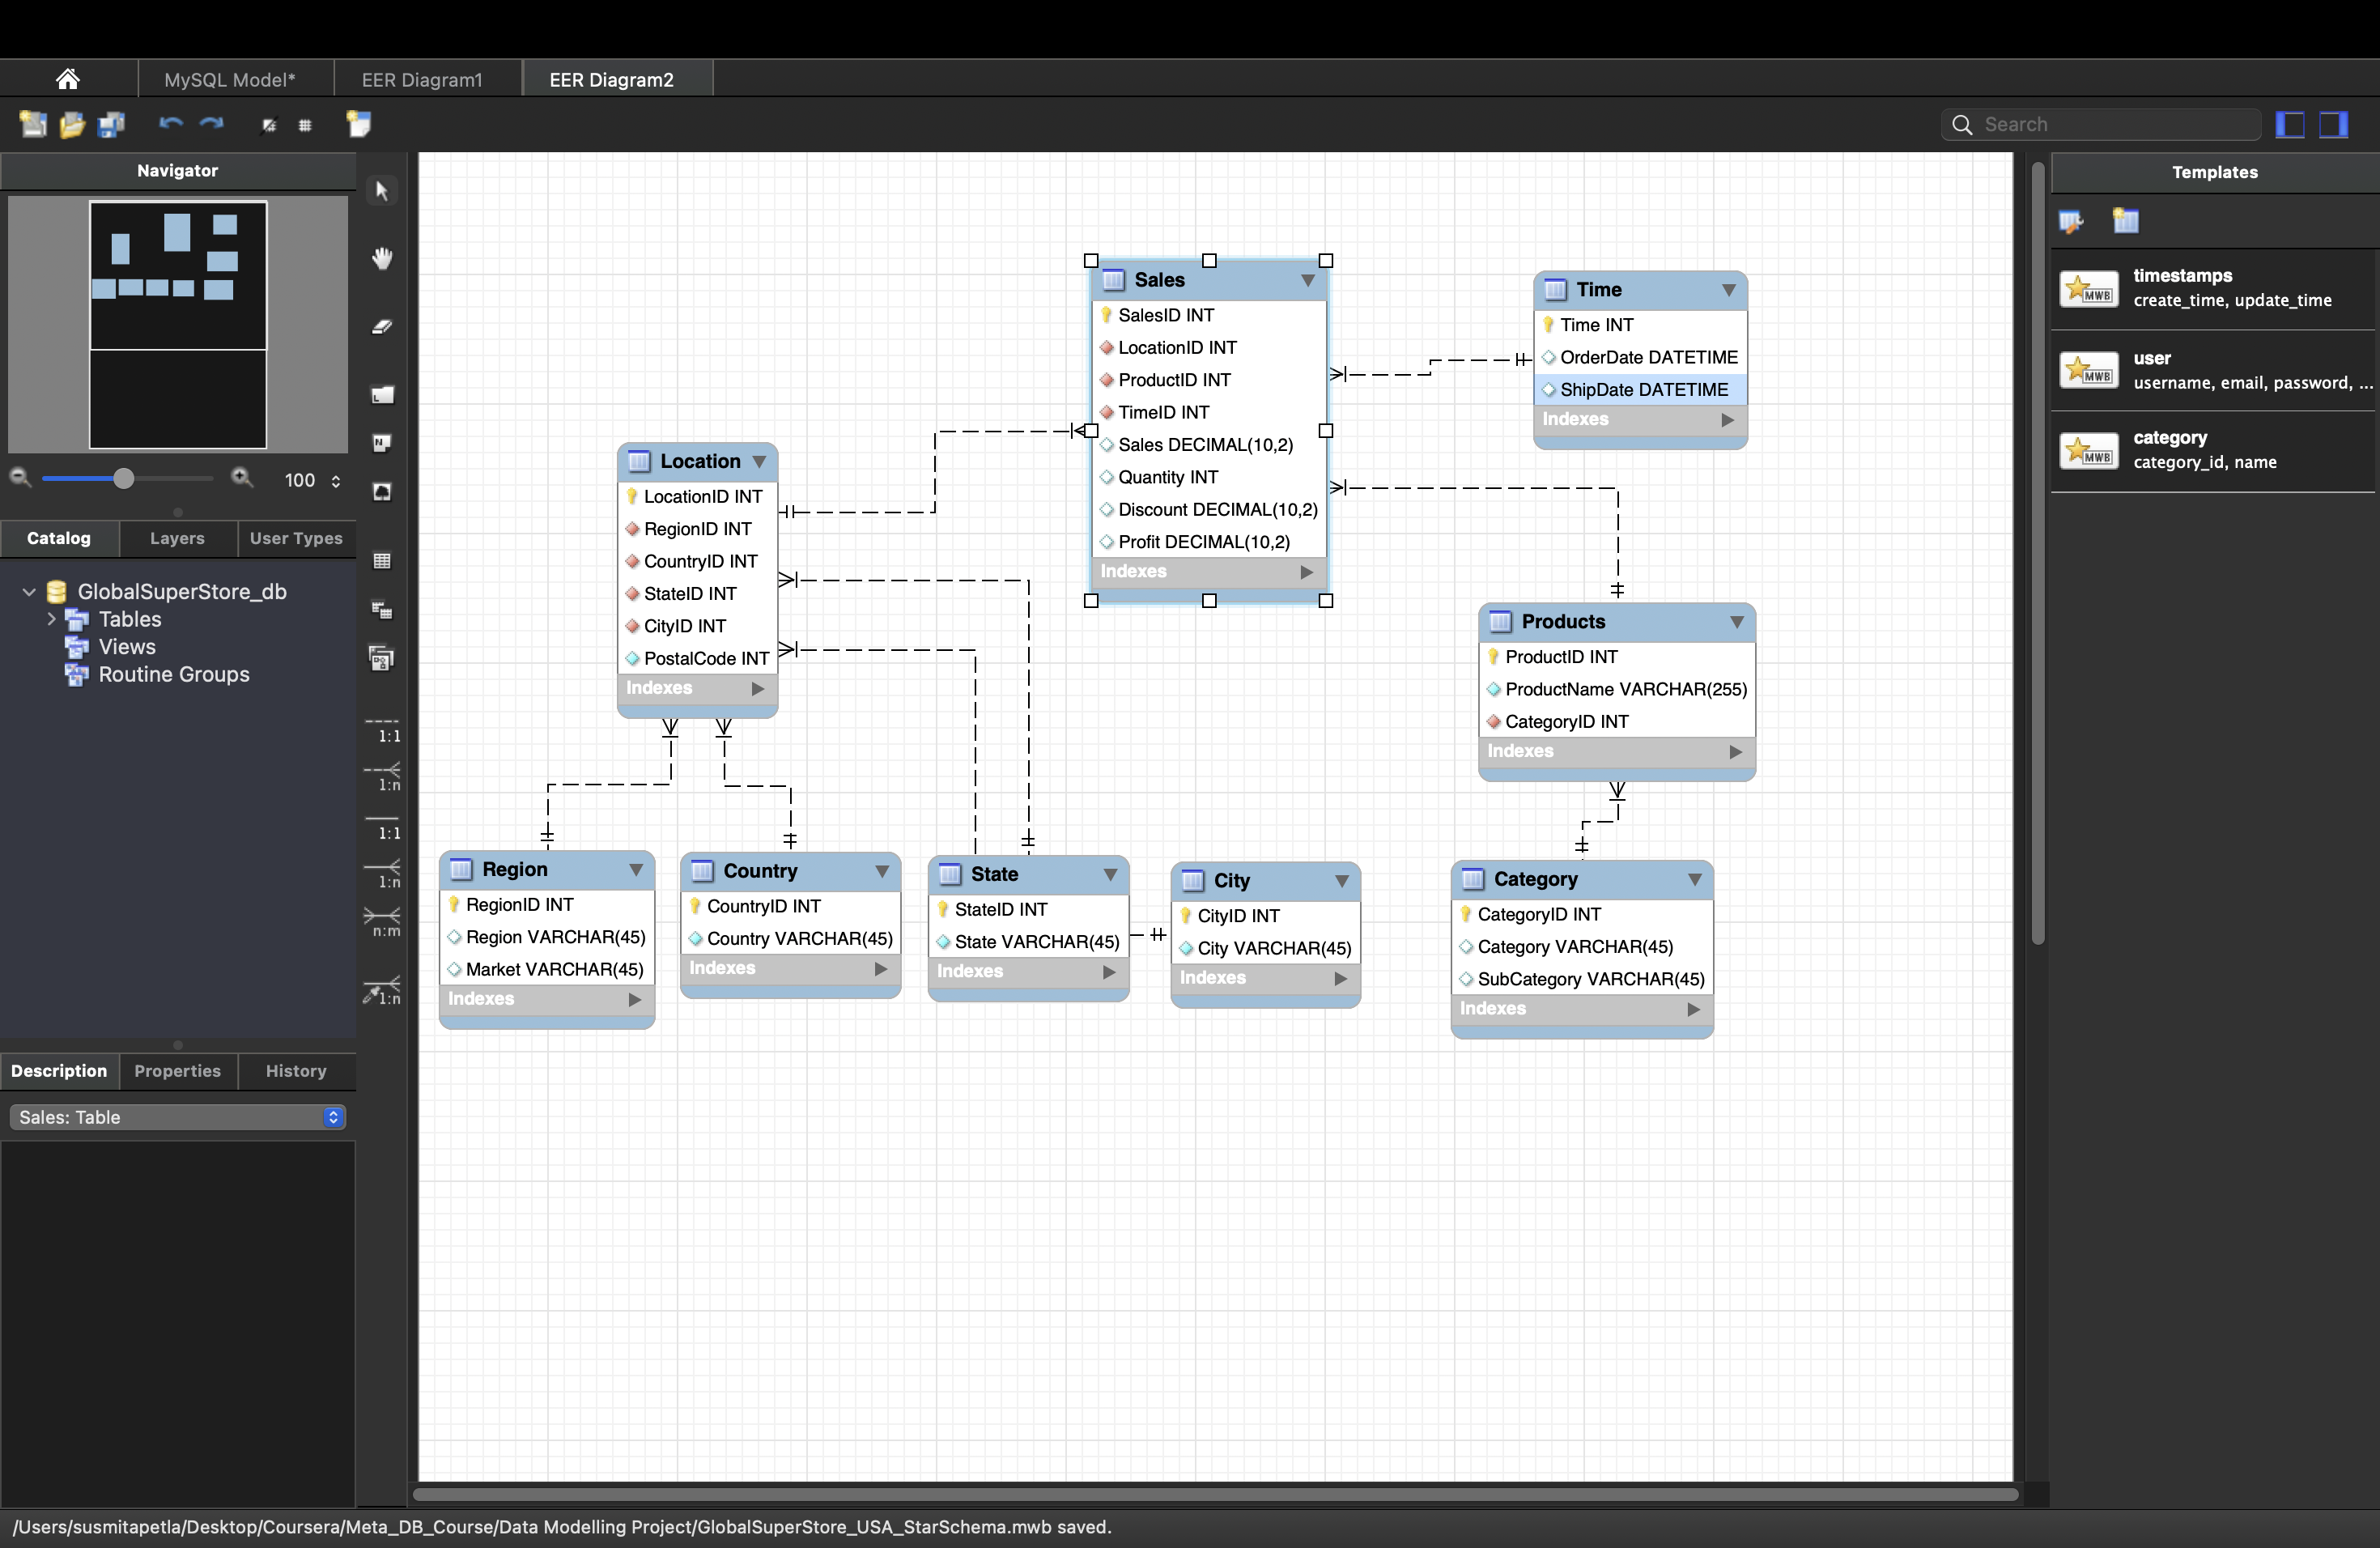 MySQL Model*
EER Diagram1
EER Diagram2
Search
Navigator
100
Catalog
Layers
User Types
GlobalSuperStore_db
Tables
Views
Routine Groups
Description
Properties
History
Sales: Table
L
N
1:1
1:n
1:1
1:n
n:m
1:n
Sales
SalesID INT
LocationID INT
ProductID INT
TimeID INT
Sales DECIMAL(10,2)
Quantity INT
Discount DECIMAL(10,2)
Profit DECIMAL(10,2)
Indexes
Time
Time INT
OrderDate DATETIME
ShipDate DATETIME
Indexes
Location
LocationID INT
RegionID INT
CountryID INT
StateID INT
CityID INT
PostalCode INT
Indexes
Products
ProductID INT
ProductName VARCHAR(255)
CategoryID INT
Indexes
Region
RegionID INT
Region VARCHAR(45)
Market VARCHAR(45)
Indexes
Country
CountryID INT
Country VARCHAR(45)
Indexes
State
StateID INT
State VARCHAR(45)
Indexes
City
CityID INT
City VARCHAR(45)
Indexes
Category
CategoryID INT
Category VARCHAR(45)
SubCategory VARCHAR(45)
Indexes
Templates
MWB
timestamps
create_time, update_time
MWB
user
username, email, password, ...
MWB
category
category_id, name
/Users/susmitapetla/Desktop/Coursera/Meta_DB_Course/Data Modelling Project/GlobalSuperStore_USA_StarSchema.mwb saved.